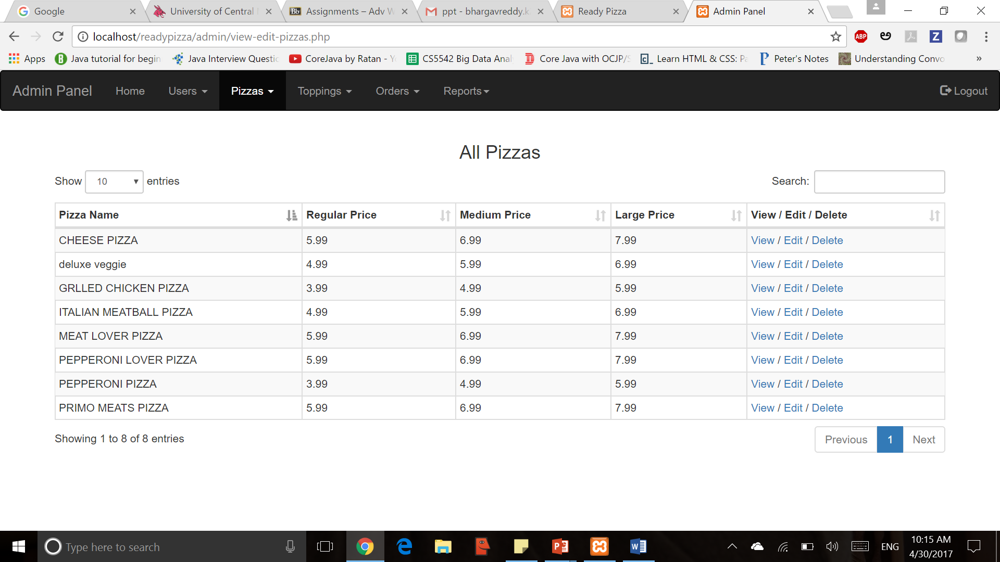 Google
University of Central
Assignments – Adv W
ppt - bhargavreddy.k
Ready Pizza
Admin Panel
localhost/readypizza/admin/view-edit-pizzas.php
ABP
Z
Apps
Java tutorial for begin
Java Interview Questi
CoreJava by Ratan - Y
CS5542 Big Data Anal
Core Java with OCJP/S
Learn HTML & CSS: Pa
Peter's Notes
Understanding Convo
»
Admin Panel
Home
Users
Pizzas
Toppings
Orders
Reports
Logout
All Pizzas
Show 10 entries
Search:
Pizza Name Regular Price Medium Price Large Price View / Edit / Delete
CHEESE PIZZA 5.99 6.99 7.99 View / Edit / Delete
deluxe veggie 4.99 5.99 6.99 View / Edit / Delete
GRLLED CHICKEN PIZZA 3.99 4.99 5.99 View / Edit / Delete
ITALIAN MEATBALL PIZZA 4.99 5.99 6.99 View / Edit / Delete
MEAT LOVER PIZZA 5.99 6.99 7.99 View / Edit / Delete
PEPPERONI LOVER PIZZA 5.99 6.99 7.99 View / Edit / Delete
PEPPERONI PIZZA 3.99 4.99 5.99 View / Edit / Delete
PRIMO MEATS PIZZA 5.99 6.99 7.99 View / Edit / Delete
Showing 1 to 8 of 8 entries
Previous 1 Next
Type here to search
ENG
10:15 AM
4/30/2017